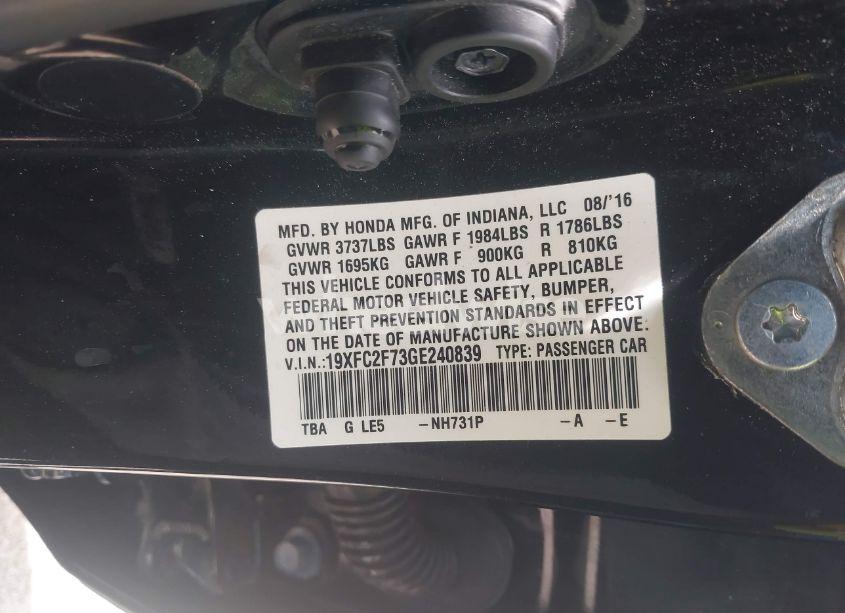 MFD. BY HONDA MFG. OF INDIANA, LLC 08/'16
GVWR 3737LBS GAWR F 1984LBS R 1786LBS
GVWR 1695KG GAWR F 900KG R 810KG
THIS VEHICLE CONFORMS TO ALL APPLICABLE
FEDERAL MOTOR VEHICLE SAFETY, BUMPER,
AND THEFT PREVENTION STANDARDS IN EFFECT
ON THE DATE OF MANUFACTURE SHOWN ABOVE.
V.I.N.:19XFC2F73GE240839 TYPE: PASSENGER CAR
TBA G LE5 -NH731P -A -E